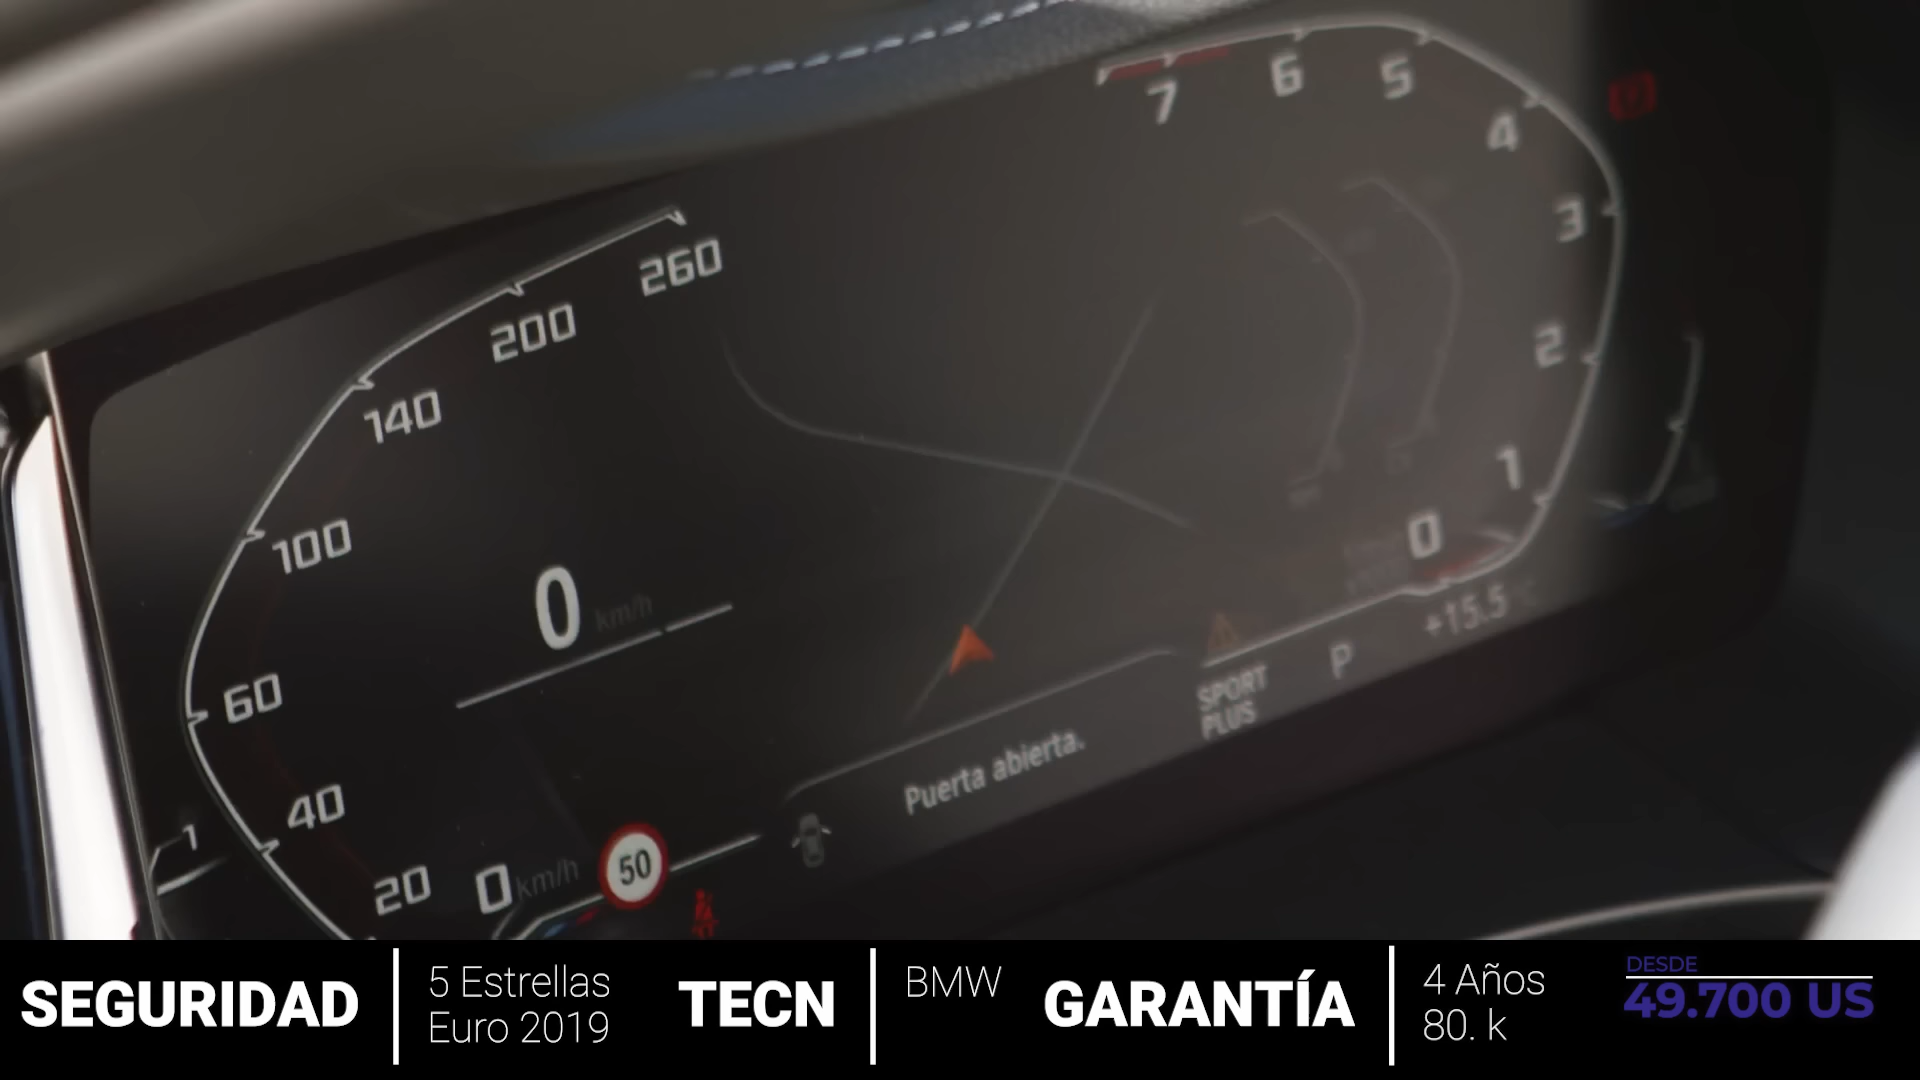 7
6
5
4
3
2
1
0
260
200
140
100
60
40
20
0 km/h
0 km/h
50
1
+15.5
P
SPORT
PLUS
Puerta abierta.
SEGURIDAD
5 Estrellas
Euro 2019
TECN
BMW
GARANTÍA
4 Años
80. k
DESDE
49.700 US